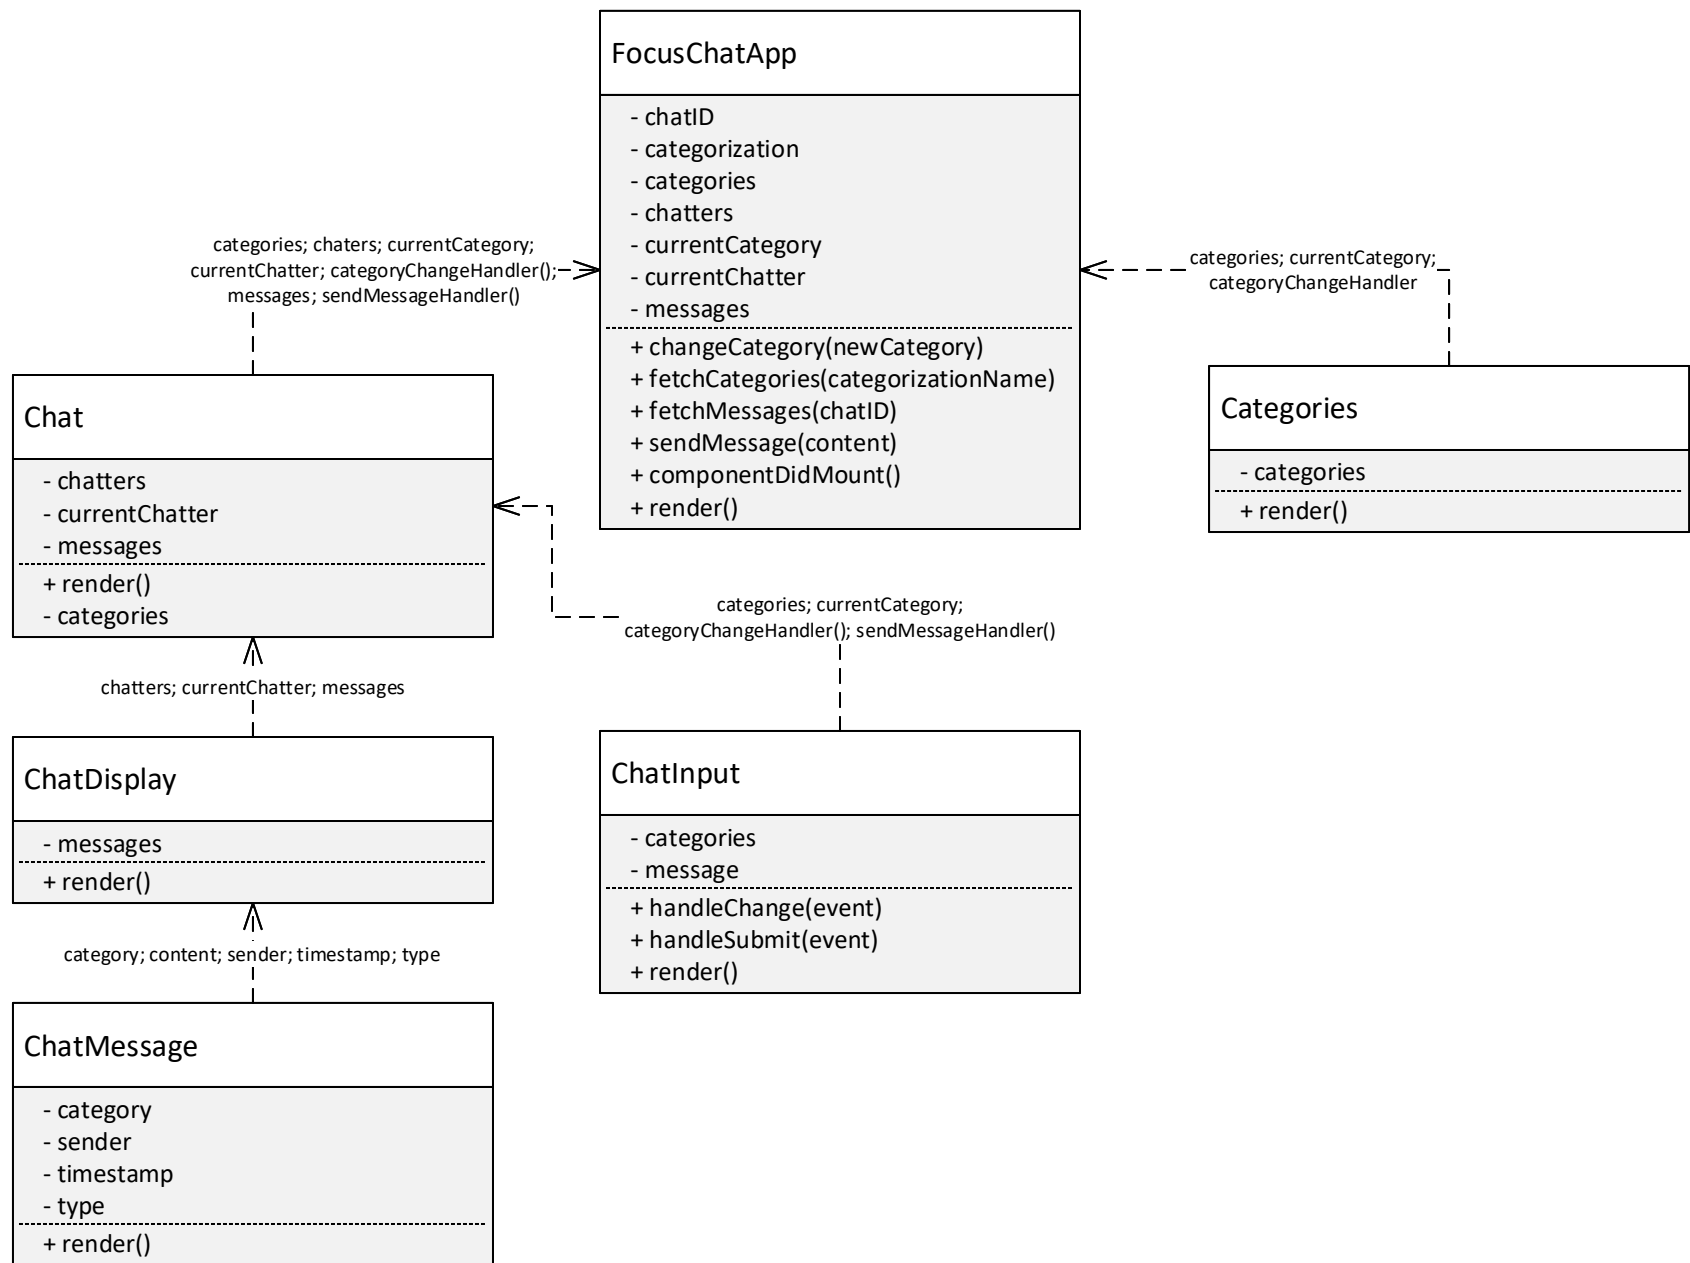 FocusChatApp
- chatID
- categorization
- categories
- chatters
- currentCategory
- currentChatter
- messages
+ changeCategory(newCategory)
+ fetchCategories(categorizationName)
+ fetchMessages(chatID)
+ sendMessage(content)
+ componentDidMount()
+ render()
categories; chaters; currentCategory;
currentChatter; categoryChangeHandler();
messages; sendMessageHandler()
categories; currentCategory;
categoryChangeHandler
Chat
- chatters
- currentChatter
- messages
+ render()
- categories
Categories
- categories
+ render()
categories; currentCategory;
categoryChangeHandler(); sendMessageHandler()
chatters; currentChatter; messages
ChatDisplay
- messages
+ render()
ChatInput
- categories
- message
+ handleChange(event)
+ handleSubmit(event)
+ render()
category; content; sender; timestamp; type
ChatMessage
- category
- sender
- timestamp
- type
+ render()